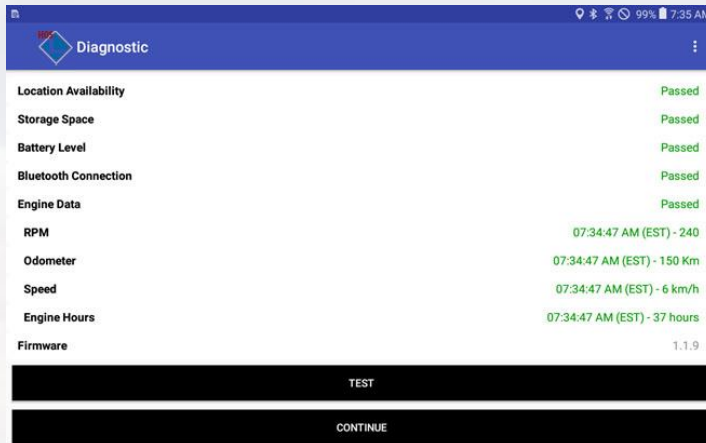 99% 7:35 AM
HOS
Diagnostic
Location Availability Passed
Storage Space Passed
Battery Level Passed
Bluetooth Connection Passed
Engine Data Passed
RPM 07:34:47 AM (EST) - 240
Odometer 07:34:47 AM (EST) - 150 Km
Speed 07:34:47 AM (EST) - 6 km/h
Engine Hours 07:34:47 AM (EST) - 37 hours
Firmware 1.1.9
TEST
CONTINUE